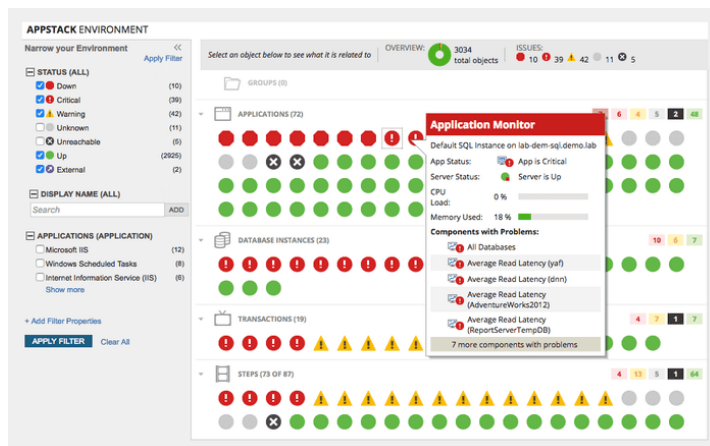 APPSTACK ENVIRONMENT
Narrow your Environment
Apply Filter
STATUS (ALL)
Down (10)
Critical (39)
Warning (42)
Unknown (11)
Unreachable (5)
Up (2925)
External (2)
DISPLAY NAME (ALL)
Search ADD
APPLICATIONS (APPLICATION)
Microsoft IIS (12)
Windows Scheduled Tasks (8)
Internet Information Service (IIS) (6)
Show more
+ Add Filter Properties
APPLY FILTER Clear All
Select an object below to see what it is related to
OVERVIEW: 3034
total objects
ISSUES:
10 39 42 11 5
GROUPS (0)
APPLICATIONS (72) 6 4 5 2 48
Application Monitor
Default SQL Instance on lab-dem-sql.demo.lab
App Status: App is Critical
Server Status: Server is Up
CPU
Load: 0 %
Memory Used: 18 %
Components with Problems:
All Databases
Average Read Latency (yaf)
Average Read Latency (dnn)
Average Read Latency
(AdventureWorks2012)
Average Read Latency
(ReportServerTempDB)
7 more components with problems
DATABASE INSTANCES (23) 10 6 7
TRANSACTIONS (19) 4 7 1 7
STEPS (73 OF 87) 4 13 5 1 64